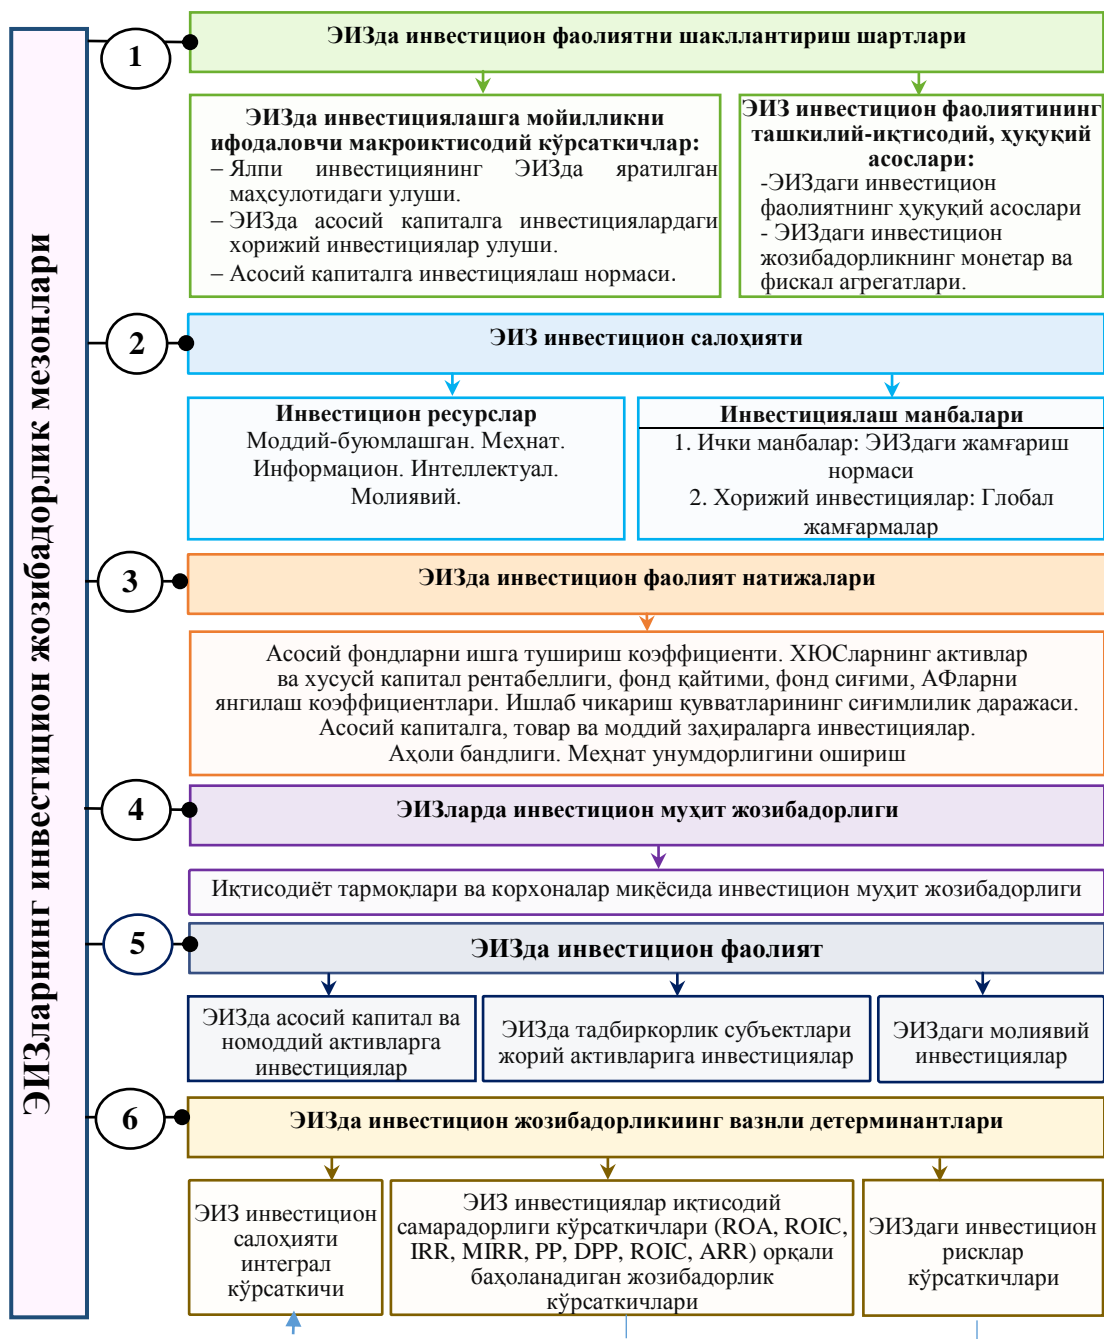 ЭИЗларнинг инвестицион жозибадорлик мезонлари
1
ЭИЗда инвестицион фаолиятни шакллантириш шартлари
ЭИЗда инвестициялашга мойилликни
ифодаловчи макроиктисодий кўрсаткичлар:
– Ялпи инвестициянинг ЭИЗда яратилган
маҳсулотидаги улуши.
– ЭИЗда асосий капиталга инвестициялардаги
хорижий инвестициялар улуши.
– Асосий капиталга инвестициялаш нормаси.
ЭИЗ инвестицион фаолиятининг
ташкилий-иқтисодий, ҳуқуқий
асослари:
-ЭИЗдаги инвестицион
фаолиятнинг ҳуқуқий асослари
- ЭИЗдаги инвестицион
жозибадорликнинг монетар ва
фискал агрегатлари.
2
ЭИЗ инвестицион салоҳияти
Инвестицион ресурслар
Моддий-буюмлашган. Меҳнат.
Информацион. Интеллектуал.
Молиявий.
Инвестициялаш манбалари
1. Ички манбалар: ЭИЗдаги жамғариш
нормаси
2. Хорижий инвестициялар: Глобал
жамғармалар
3
ЭИЗда инвестицион фаолият натижалари
Асосий фондларни ишга тушириш коэффициенти. ХЮСларнинг активлар
ва хусусй капитал рентабеллиги, фонд қайтими, фонд сиғими, АФларни
янгилаш коэффициентлари. Ишлаб чикариш қувватларининг сиғимлилик даражаси.
Асосий капиталга, товар ва моддий заҳираларга инвестициялар.
Аҳоли бандлиги. Меҳнат унумдорлигини ошириш
4
ЭИЗларда инвестицион муҳит жозибадорлиги
Иқтисодиёт тармоқлари ва корхоналар миқёсида инвестицион муҳит жозибадорлиги
5
ЭИЗда инвестицион фаолият
ЭИЗда асосий капитал ва
номоддий активларга
инвестициялар
ЭИЗда тадбиркорлик субъектлари
жорий активларига инвестициялар
ЭИЗдаги молиявий
инвестициялар
6
ЭИЗда инвестицион жозибадорликиинг вазнли детерминантлари
ЭИЗ инвестицион
салоҳияти
интеграл
кўрсаткичи
ЭИЗ инвестициялар иқтисодий
самарадорлиги кўрсаткичлари (ROA, ROIC,
IRR, MIRR, PP, DPP, ROIC, ARR) орқали
баҳоланадиган жозибадорлик
кўрсаткичлари
ЭИЗдаги инвестицион
рисклар
кўрсаткичлари